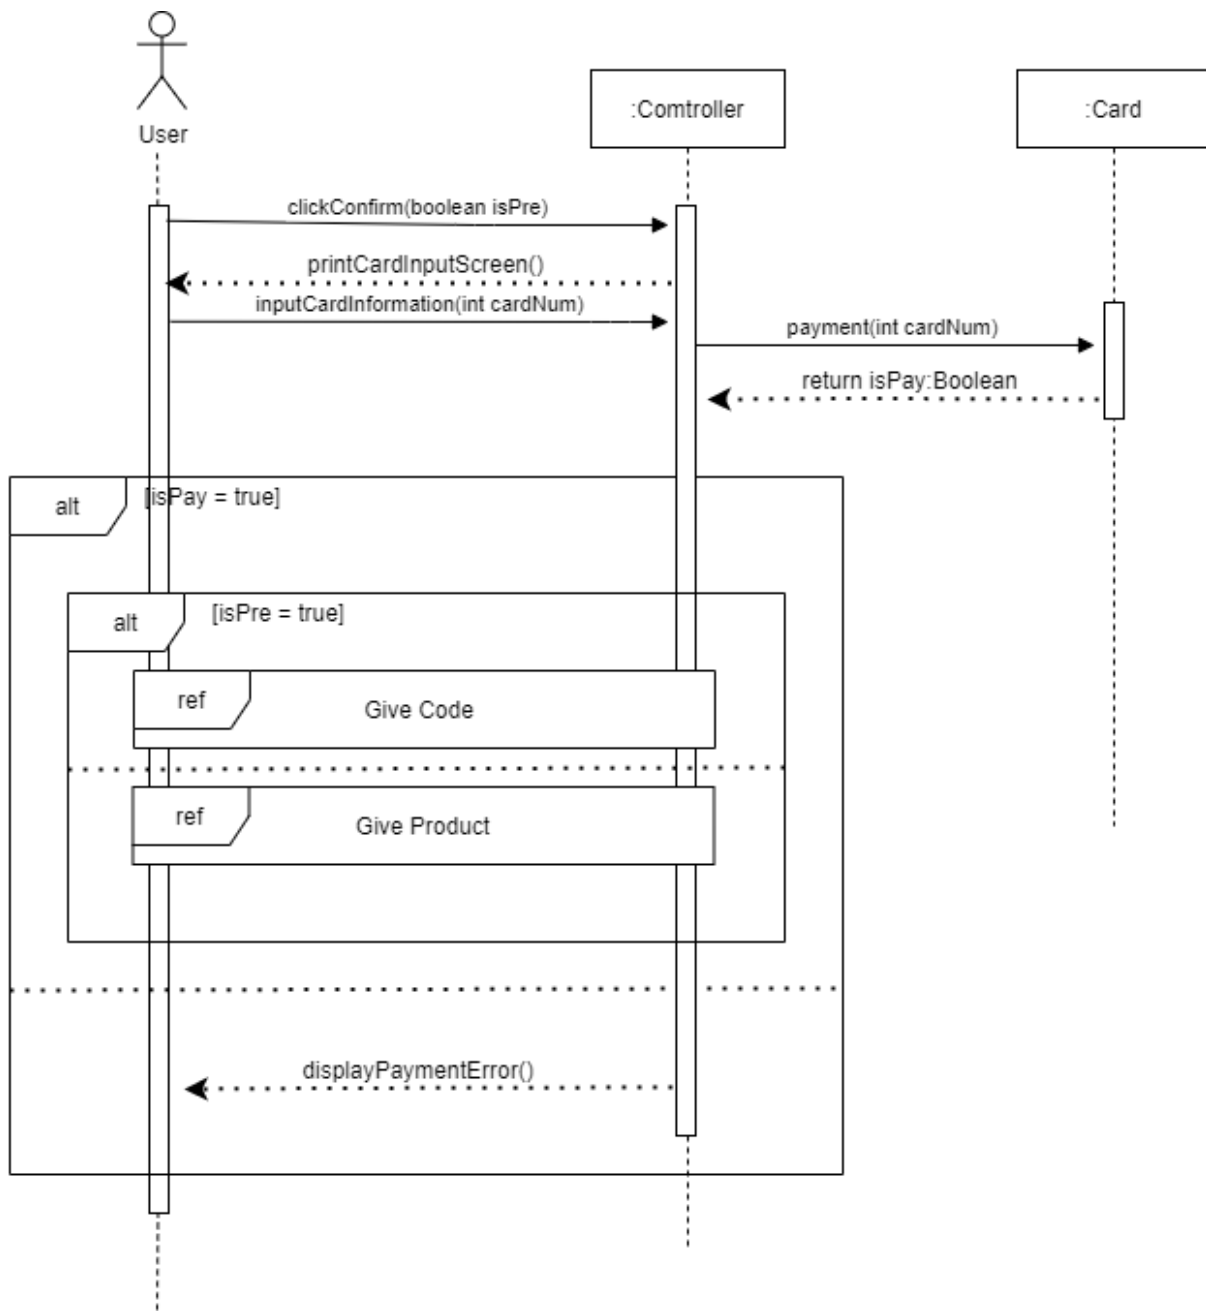 User
:Comtroller
:Card
clickConfirm(boolean isPre)
printCardInputScreen()
inputCardInformation(int cardNum)
payment(int cardNum)
return isPay:Boolean
alt
[isPay = true]
alt
[isPre = true]
ref
Give Code
ref
Give Product
displayPaymentError()